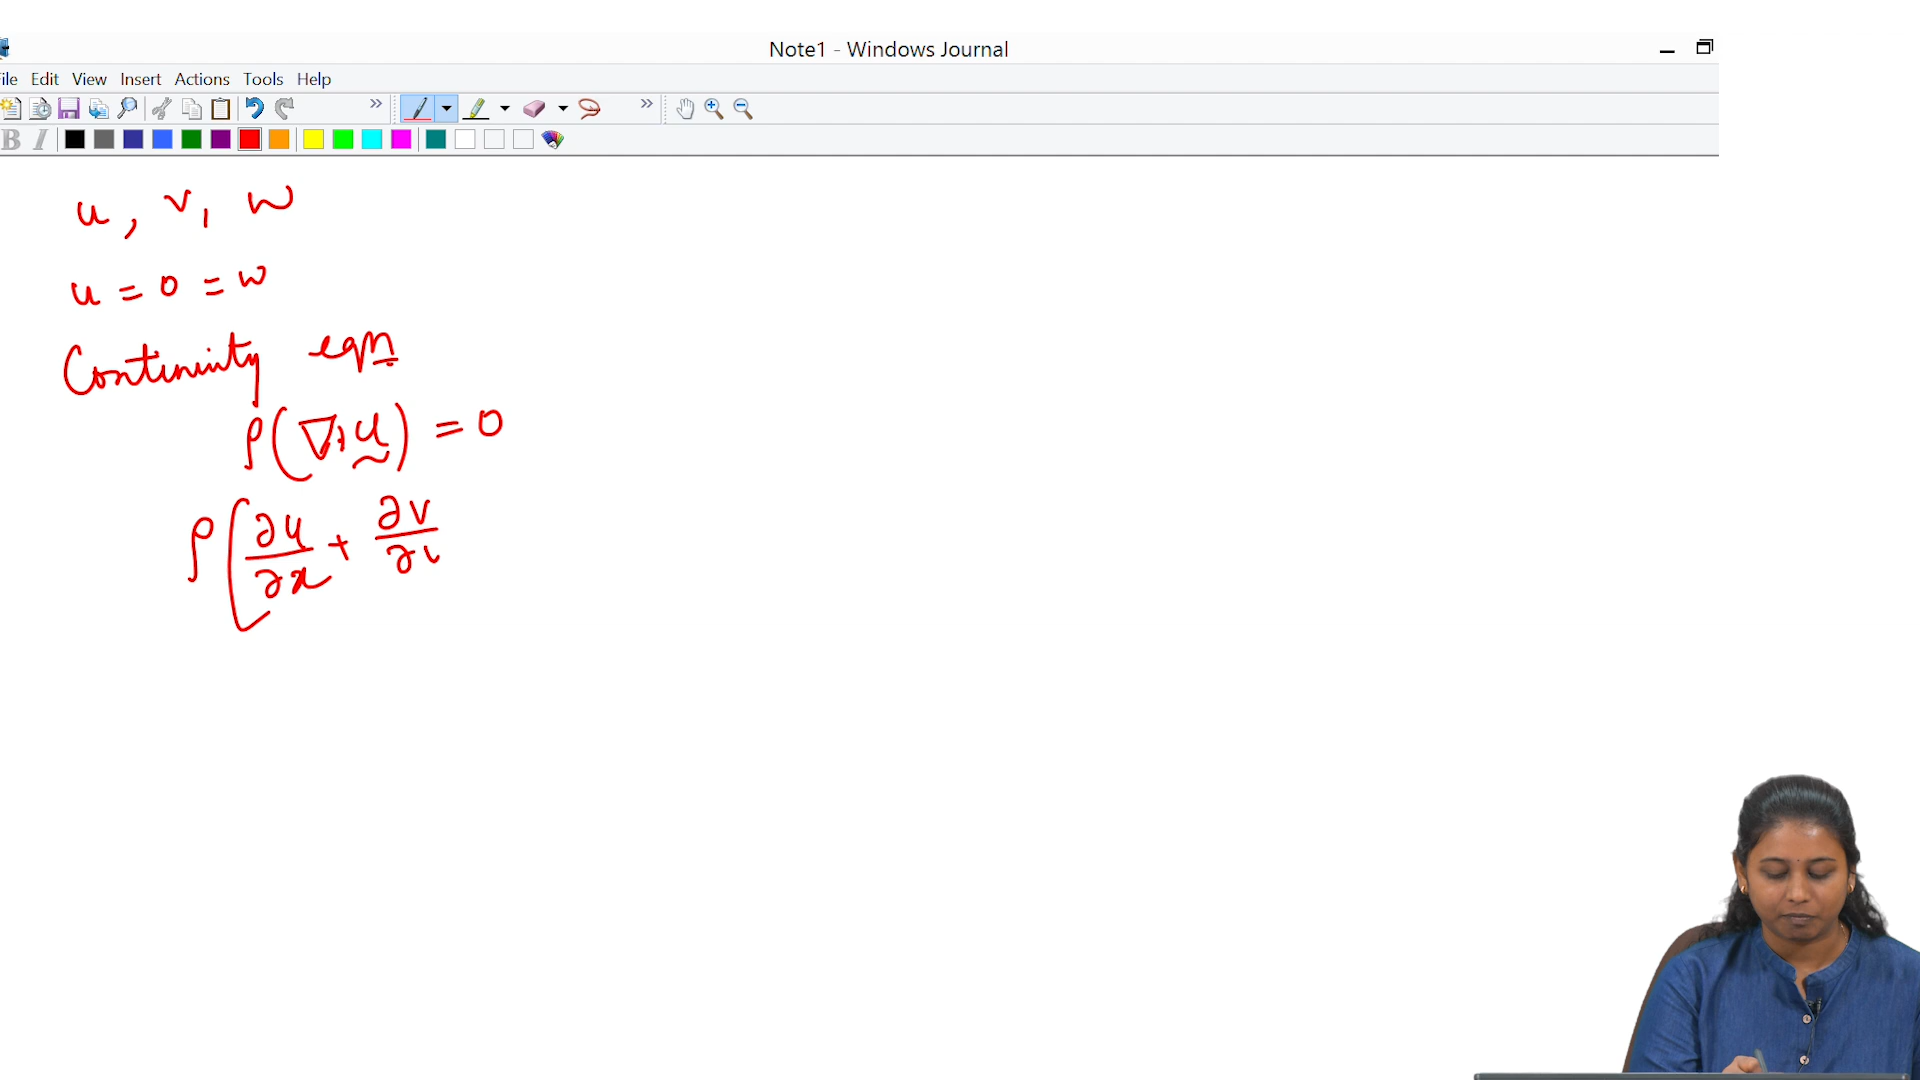 Note1 - Windows Journal
ile Edit View Insert Actions Tools Help
B I
u, v, w
u = 0 = w
Continuity eqn
ρ(∇·u) = 0
ρ[∂u/∂x + ∂v/∂